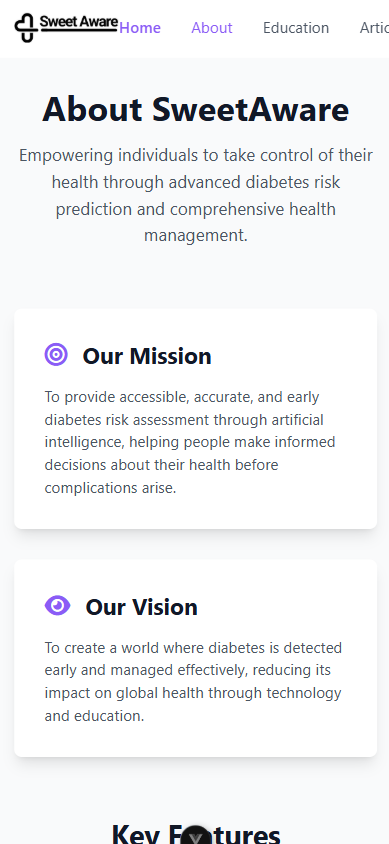 Sweet Aware Home About Education Artic
About SweetAware
Empowering individuals to take control of their
health through advanced diabetes risk
prediction and comprehensive health
management.
Our Mission
To provide accessible, accurate, and early
diabetes risk assessment through artificial
intelligence, helping people make informed
decisions about their health before
complications arise.
Our Vision
To create a world where diabetes is detected
early and managed effectively, reducing its
impact on global health through technology
and education.
Key Features